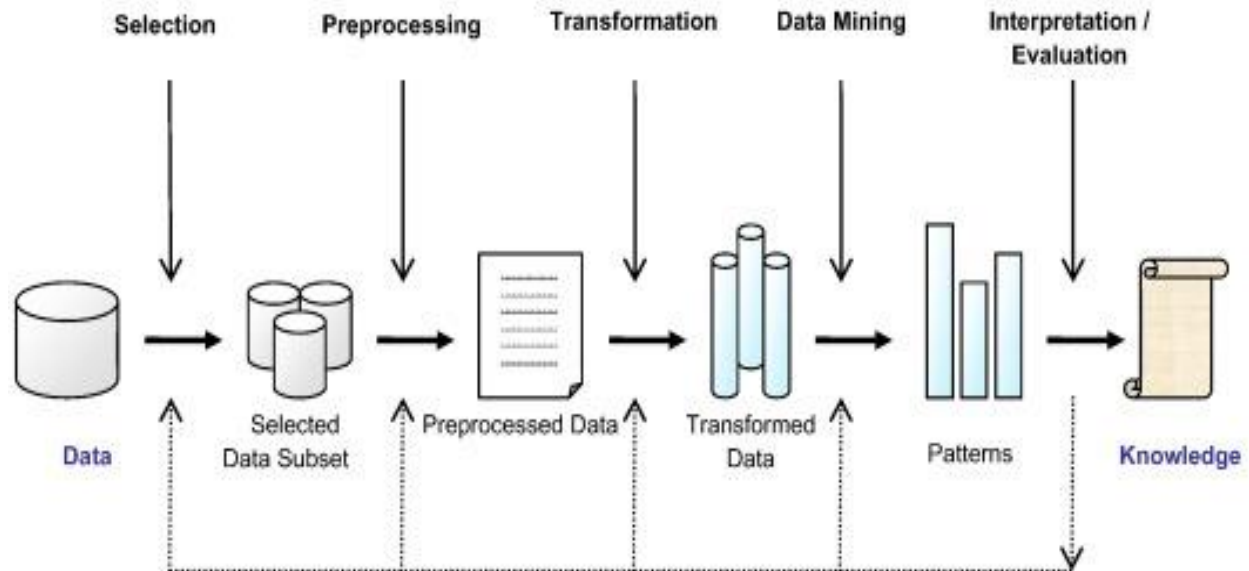 Selection
Preprocessing
Transformation
Data Mining
Interpretation /
Evaluation
Data
Selected
Data Subset
Preprocessed Data
Transformed
Data
Patterns
Knowledge